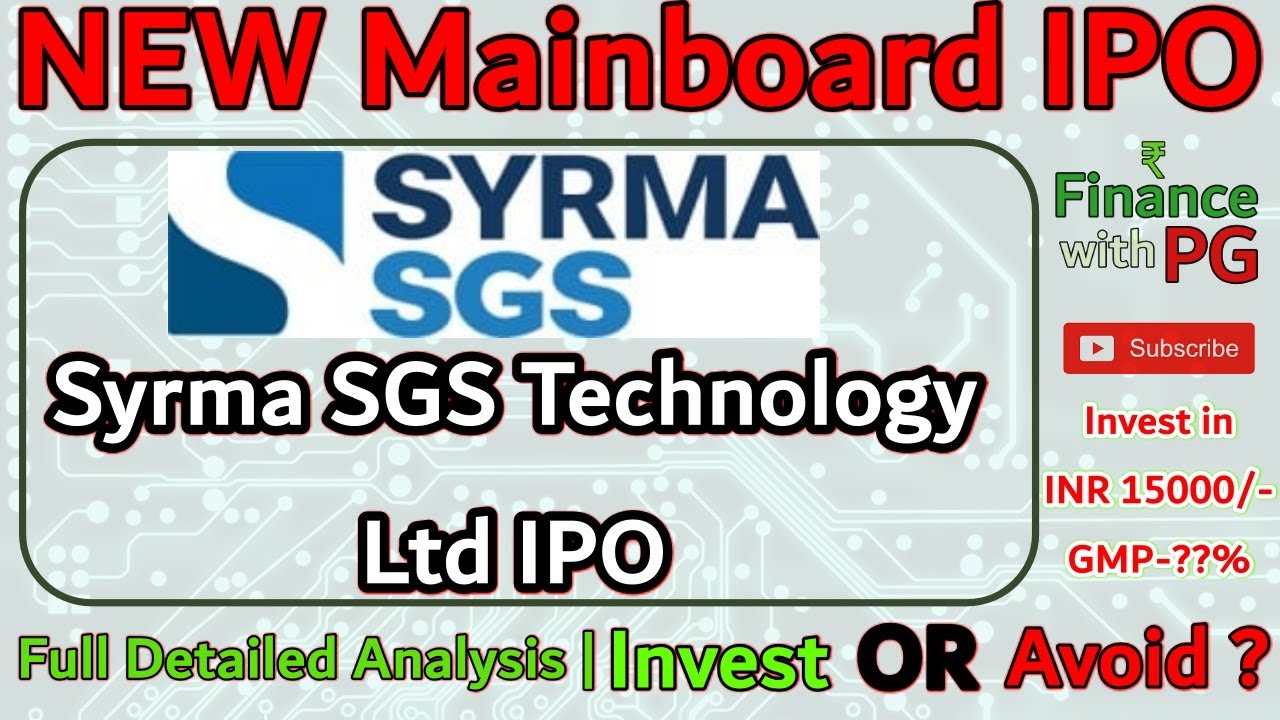 NEW Mainboard IPO
SYRMA
SGS
Syrma SGS Technology
Ltd IPO
₹
Finance
with PG
Subscribe
Invest in
INR 15000/-
GMP-??%
Full Detailed Analysis | Invest OR Avoid ?